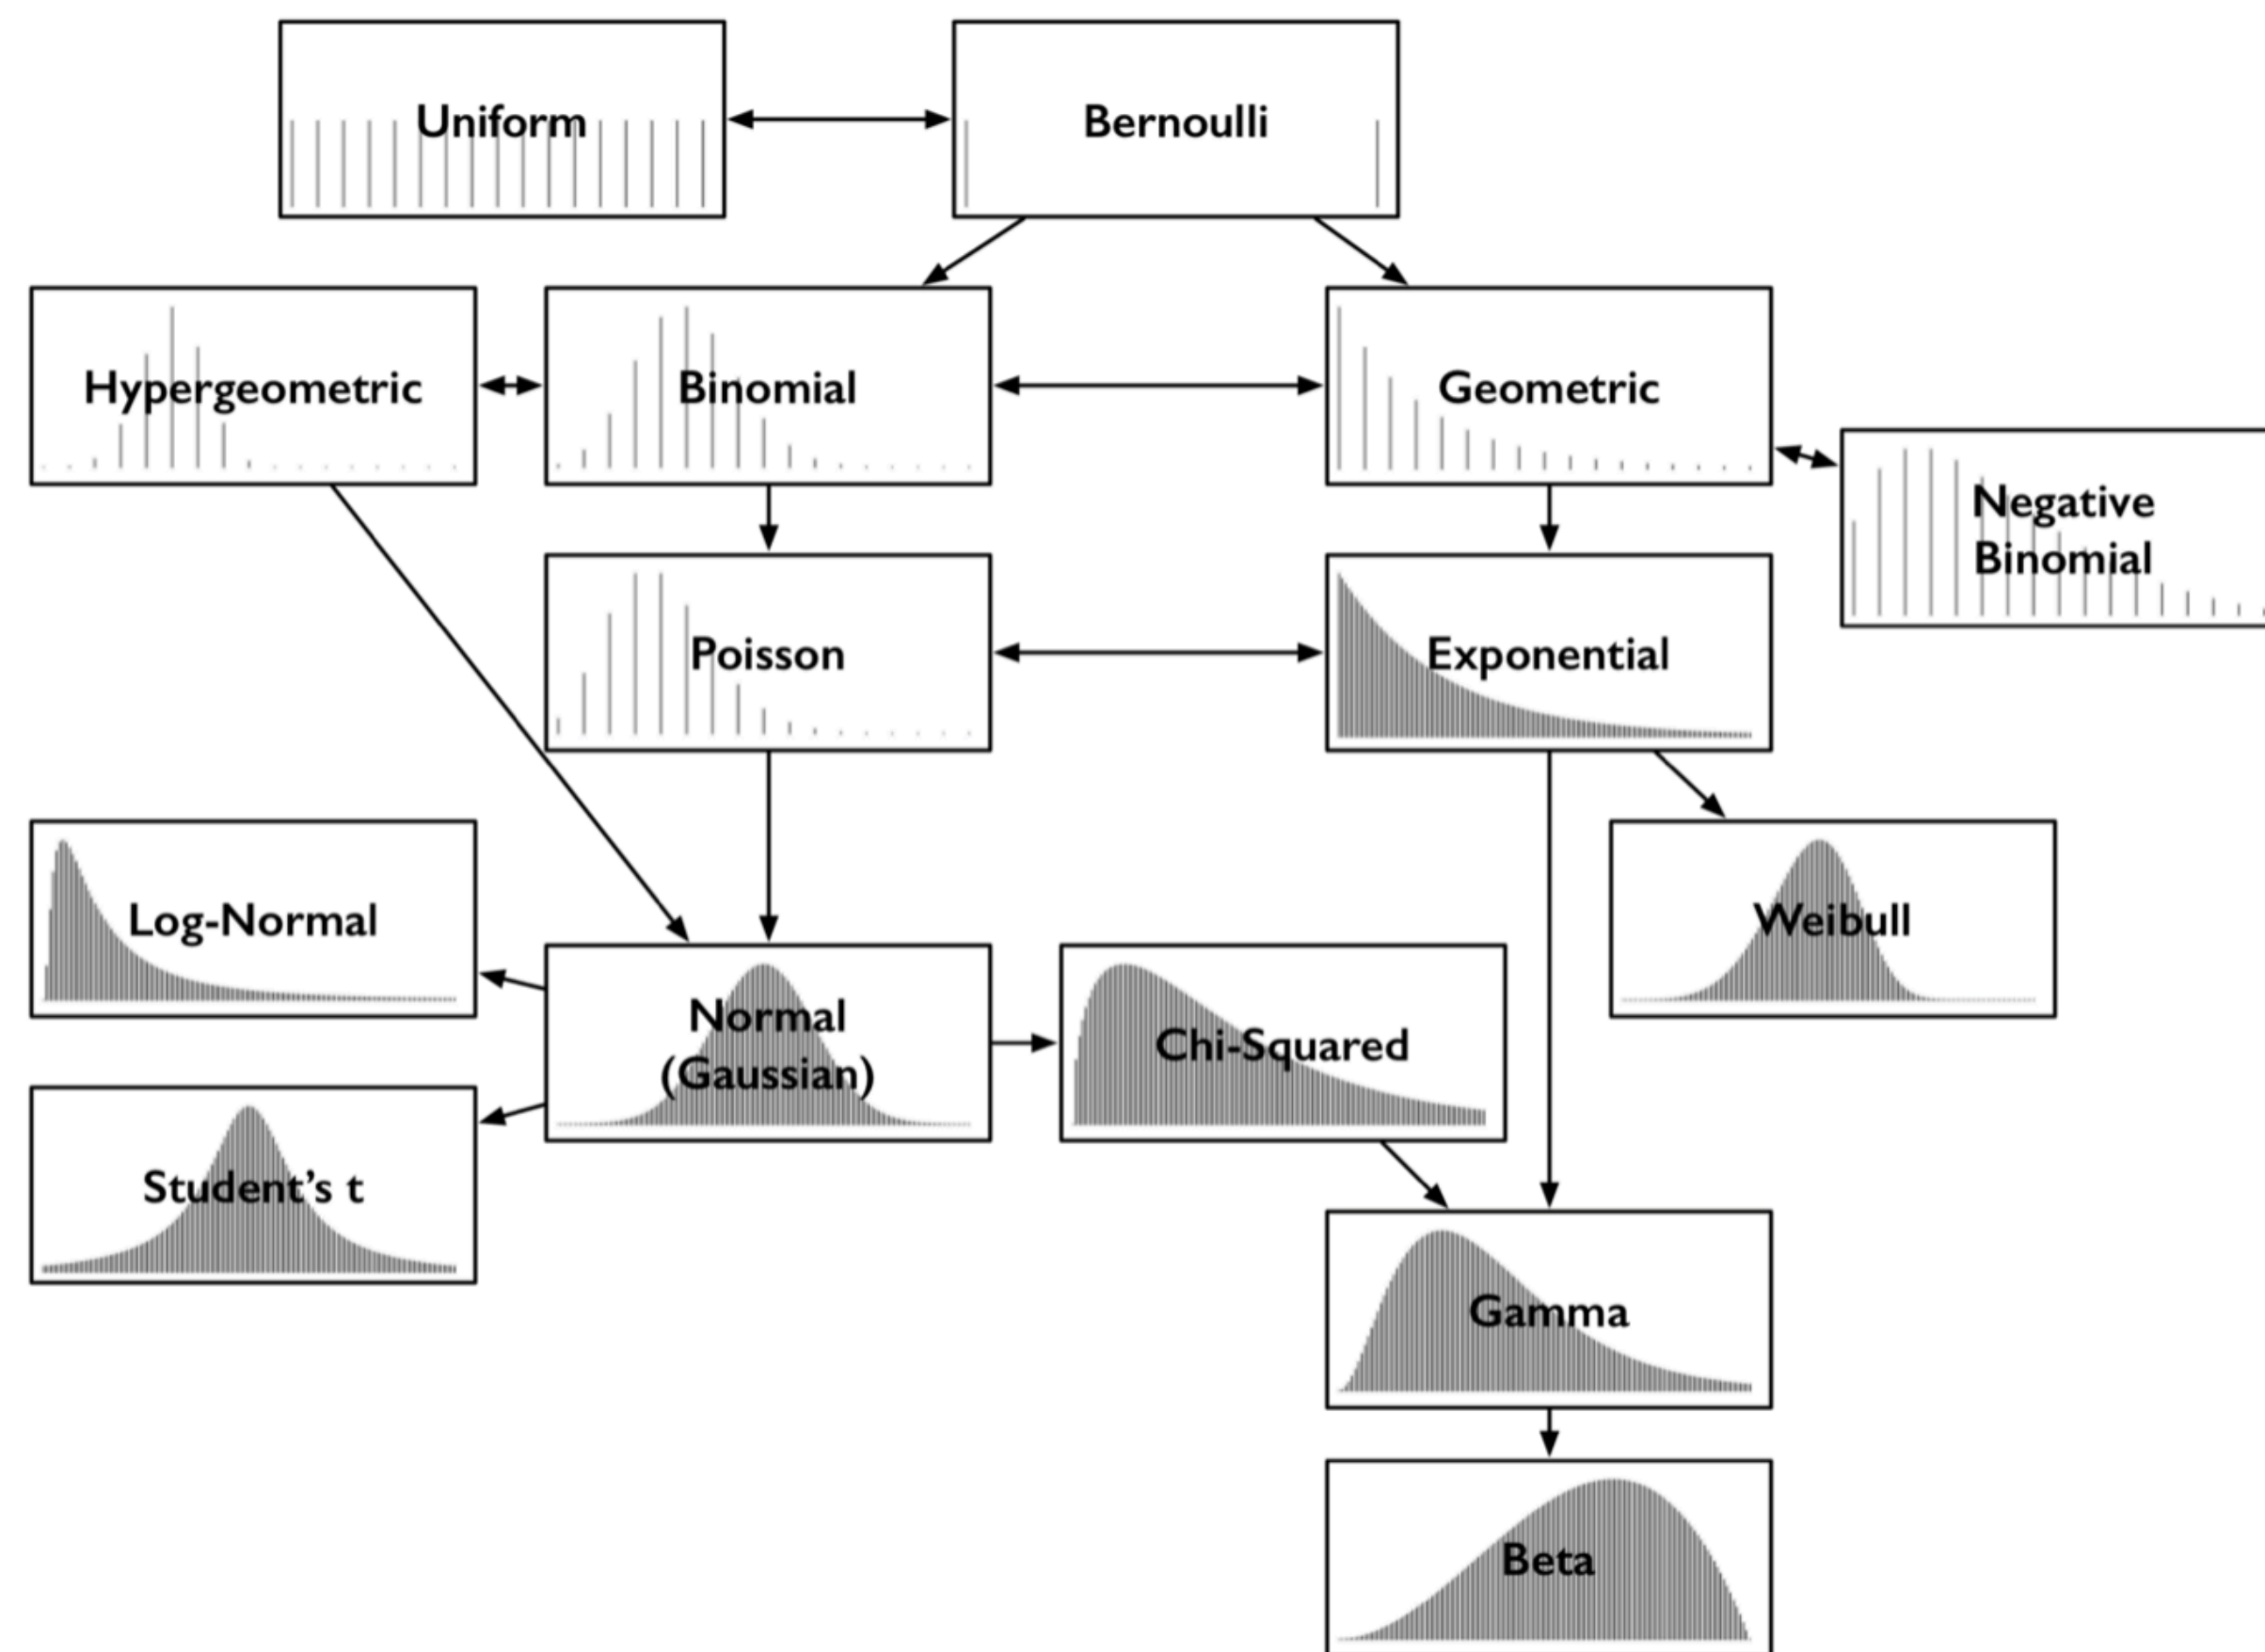 Uniform
Bernoulli
Hypergeometric
Binomial
Geometric
Negative
Binomial
Poisson
Exponential
Log-Normal
Weibull
Normal
(Gaussian)
Chi-Squared
Student’s t
Gamma
Beta